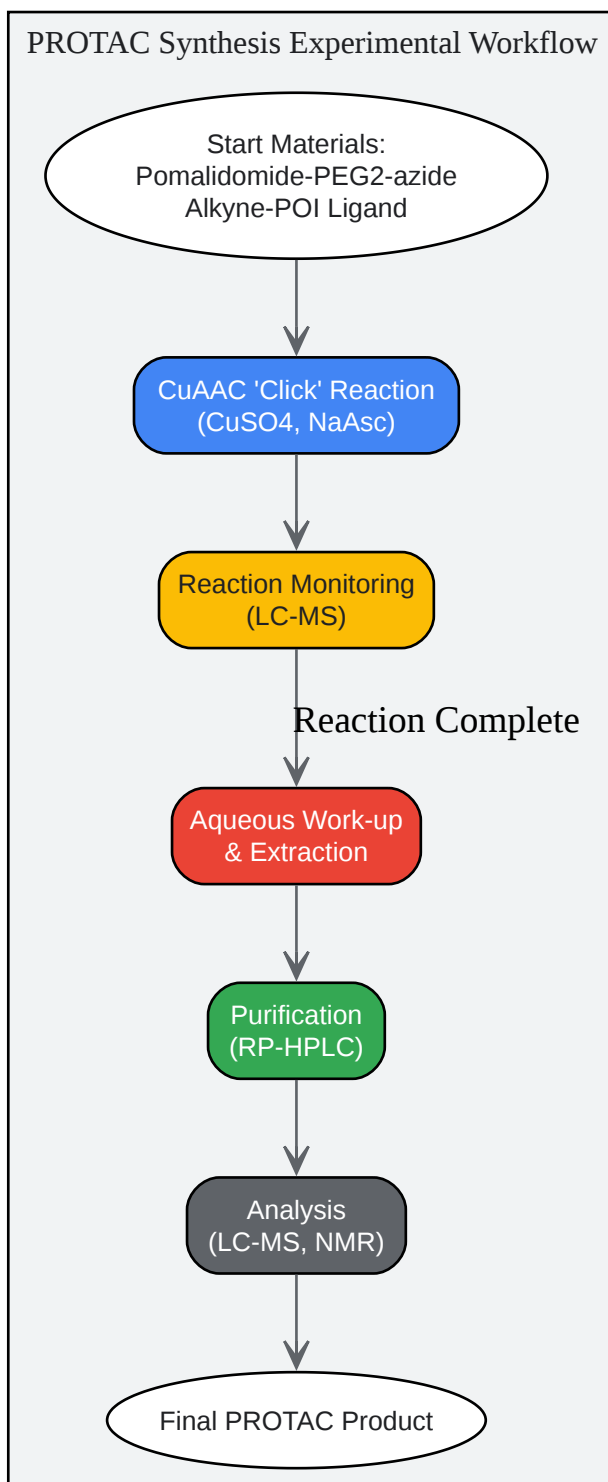 PROTAC Synthesis Experimental Workflow
Start Materials:
Pomalidomide-PEG2-azide
Alkyne-POI Ligand
CuAAC 'Click' Reaction
(CuSO4, NaAsc)
Reaction Monitoring
(LC-MS)
Reaction Complete
Aqueous Work-up
& Extraction
Purification
(RP-HPLC)
Analysis
(LC-MS, NMR)
Final PROTAC Product